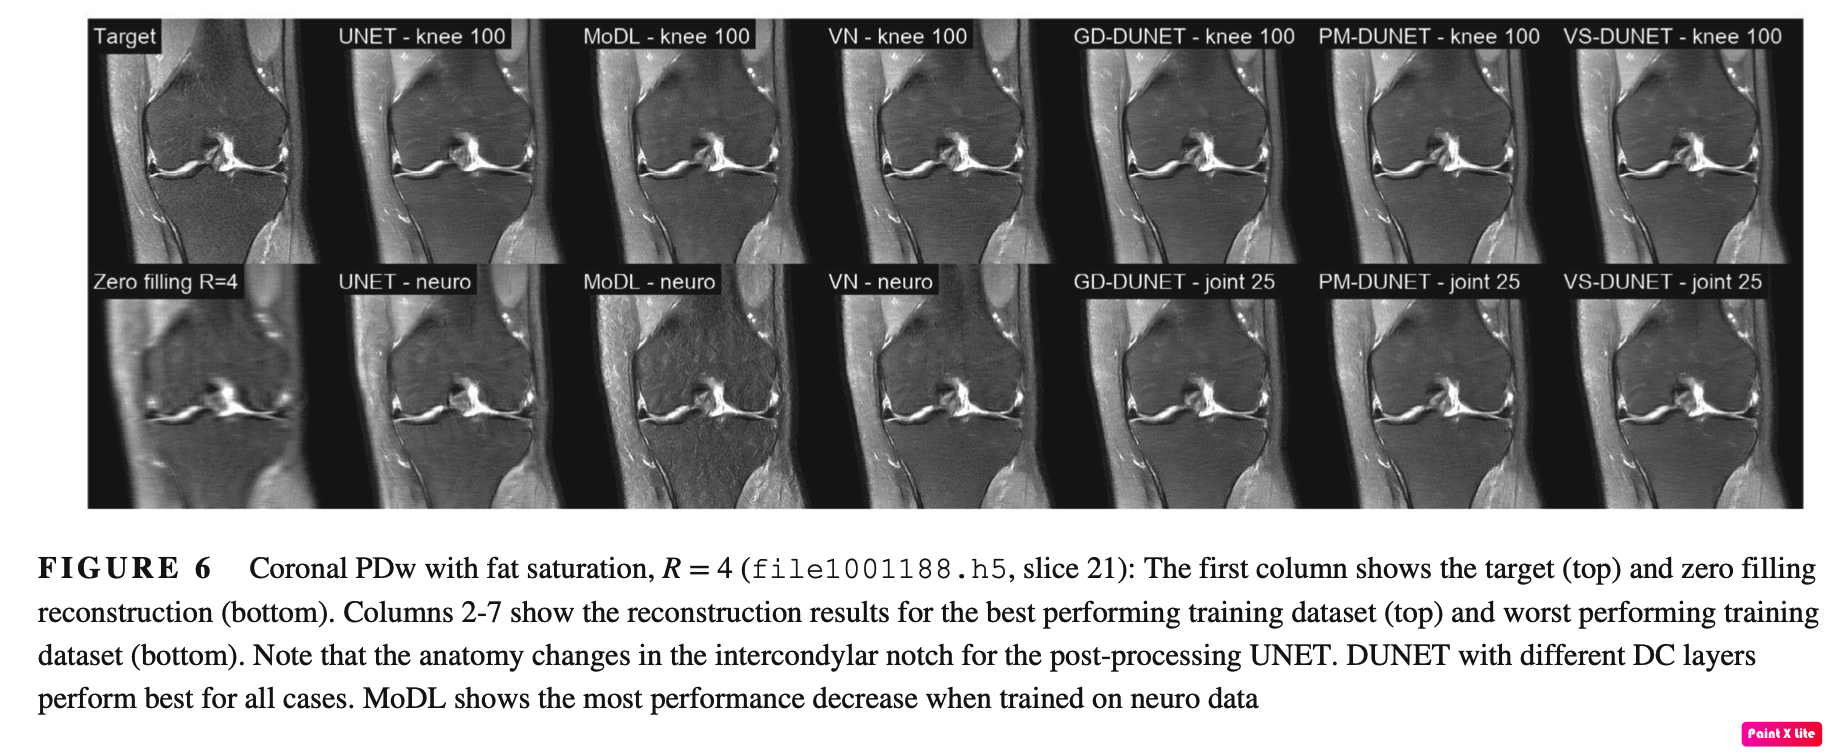 Target
UNET - knee 100
MoDL - knee 100
VN - knee 100
GD-DUNET - knee 100
PM-DUNET - knee 100
VS-DUNET - knee 100
Zero filling R=4
UNET - neuro
MoDL - neuro
VN - neuro
GD-DUNET - joint 25
PM-DUNET - joint 25
VS-DUNET - joint 25
FIGURE 6 Coronal PDw with fat saturation, R = 4 (file1001188.h5, slice 21): The first column shows the target (top) and zero filling
reconstruction (bottom). Columns 2-7 show the reconstruction results for the best performing training dataset (top) and worst performing training
dataset (bottom). Note that the anatomy changes in the intercondylar notch for the post-processing UNET. DUNET with different DC layers
perform best for all cases. MoDL shows the most performance decrease when trained on neuro data
Paint X Lite